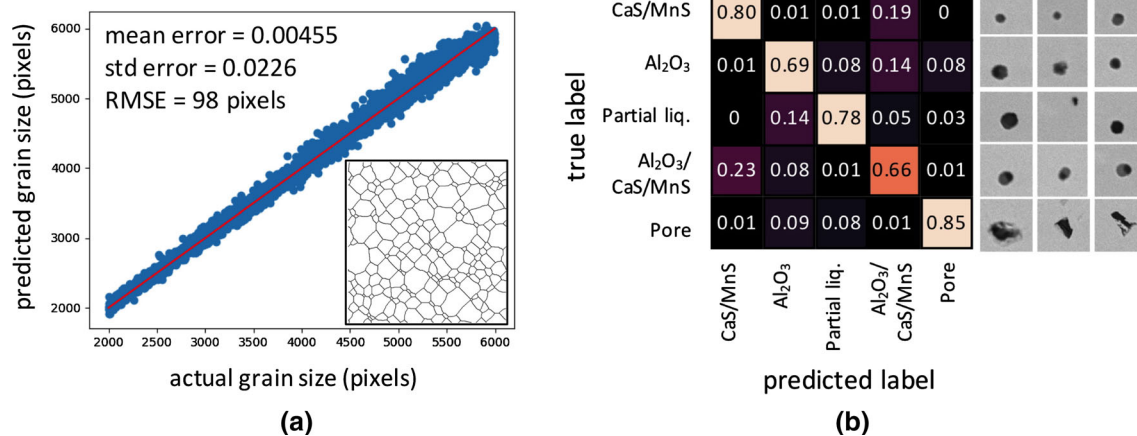 mean error = 0.00455
std error = 0.0226
RMSE = 98 pixels
predicted grain size (pixels)
5000
4000
3000
2000
2000
2500
3000
3500
4000
4500
5000
5500
6000
actual grain size (pixels)
(a)
true label
CaS/MnS 0.80 0.01 0.01 0.19 0
Al₂O₃ 0.01 0.69 0.08 0.14 0.08
Partial liq. 0 0.14 0.78 0.05 0.03
Al₂O₃/
CaS/MnS 0.23 0.08 0.01 0.66 0.01
Pore 0.01 0.09 0.08 0.01 0.85
CaS/MnS
Al₂O₃
Partial liq.
Al₂O₃/
CaS/MnS
Pore
predicted label
(b)